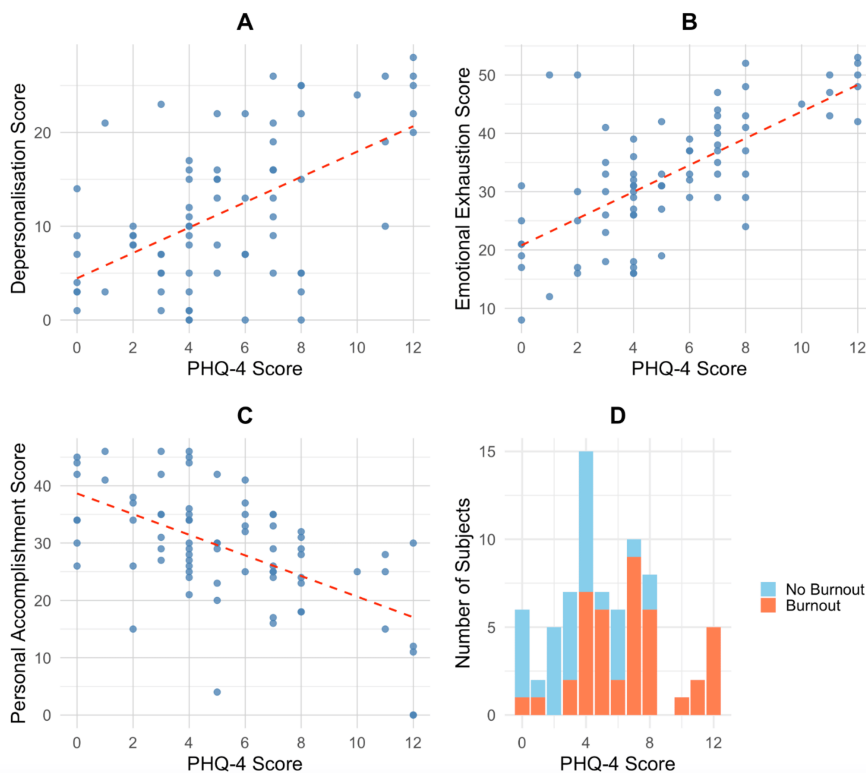 A
Depersonalisation Score
20
10
0
0 2 4 6 8 10 12
PHQ-4 Score
B
Emotional Exhaustion Score
50
40
30
20
10
0 2 4 6 8 10 12
PHQ-4 Score
C
Personal Accomplishment Score
40
30
20
10
0
0 2 4 6 8 10 12
PHQ-4 Score
D
Number of Subjects
15
10
5
0
0 4 8 12
PHQ-4 Score
No Burnout
Burnout